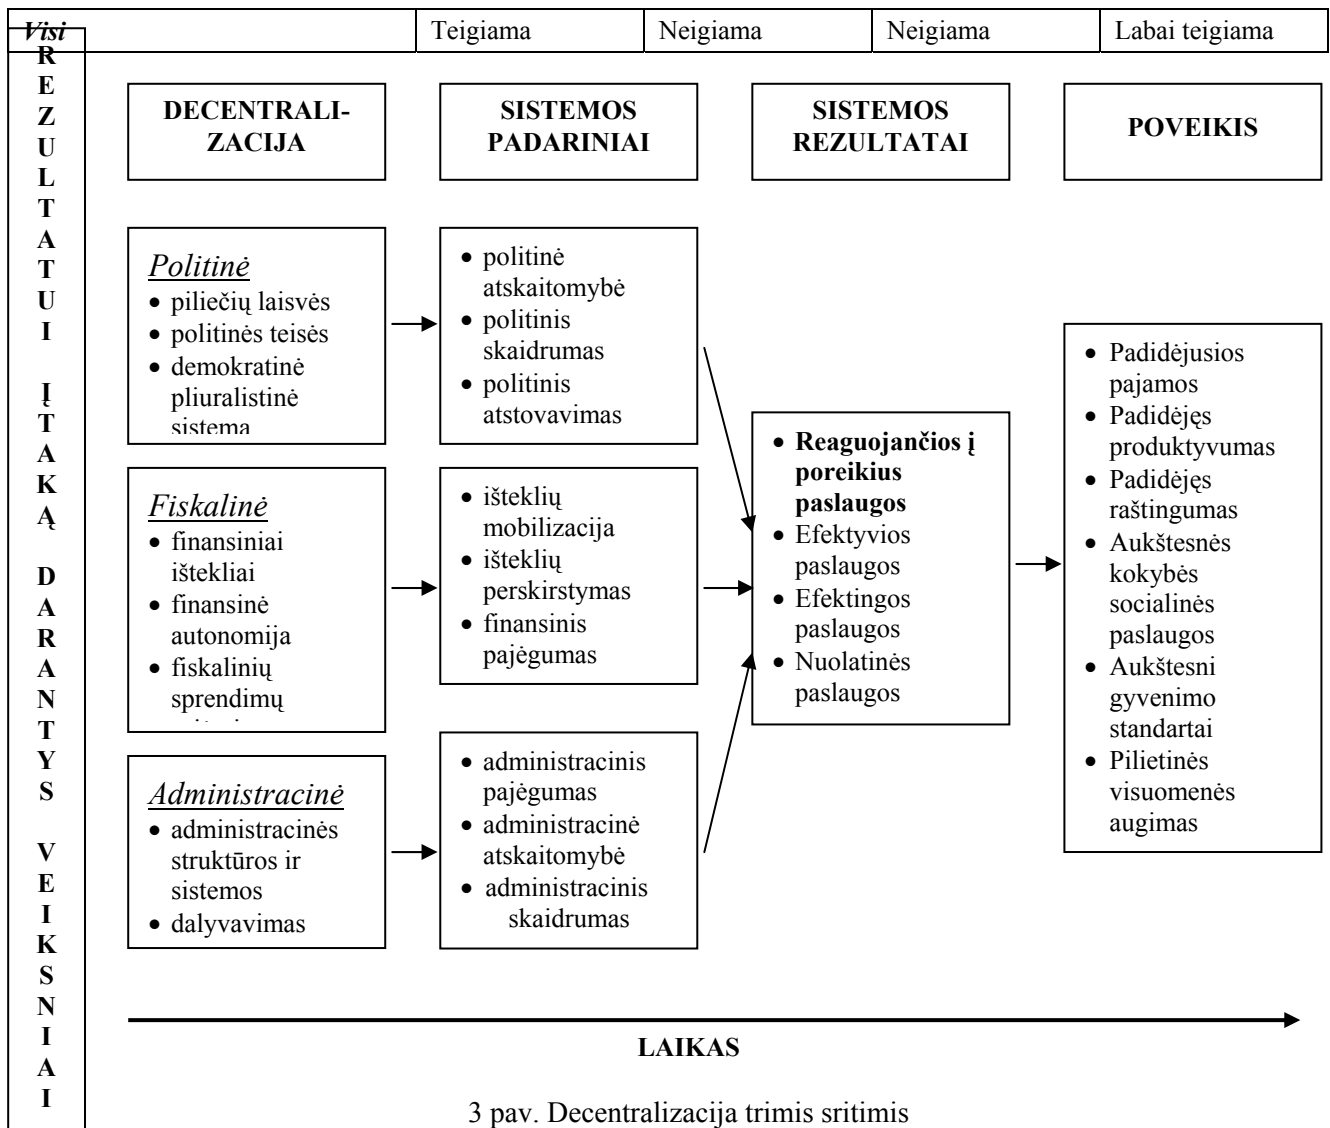 Visi Teigiama Neigiama Neigiama Labai teigiama
REZULTATUI ĮTAKĄ DARANTYS VEIKSNIAI
DECENTRALI-
ZACIJA
SISTEMOS
PADARINIAI
SISTEMOS
REZULTATAI
POVEIKIS
Politinė
• piliečių laisvės
• politinės teisės
• demokratinė
pliuralistinė
sistema
• politinė
atskaitomybė
• politinis
skaidrumas
• politinis
atstovavimas
Fiskalinė
• finansiniai
ištekliai
• finansinė
autonomija
• fiskalinių
sprendimų
• išteklių
mobilizacija
• išteklių
perskirstymas
• finansinis
pajėgumas
Administracinė
• administracinės
struktūros ir
sistemos
• dalyvavimas
• administracinis
pajėgumas
• administracinė
atskaitomybė
• administracinis
skaidrumas
• Reaguojančios į
poreikius
paslaugos
• Efektyvios
paslaugos
• Efektingos
paslaugos
• Nuolatinės
paslaugos
• Padidėjusios
pajamos
• Padidėjęs
produktyvumas
• Padidėjęs
raštingumas
• Aukštesnės
kokybės
socialinės
paslaugos
• Aukštesni
gyvenimo
standartai
• Pilietinės
visuomenės
augimas
LAIKAS
3 pav. Decentralizacija trimis sritimis